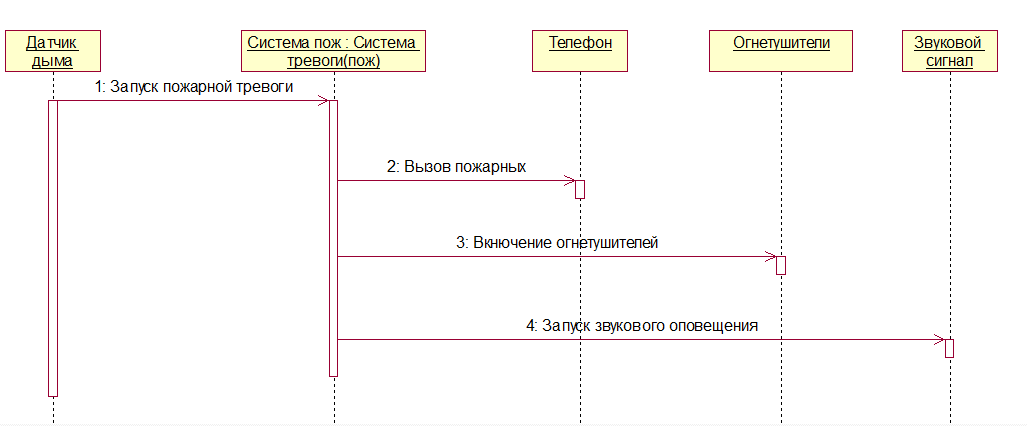 Датчик
дыма
Система пож : Система
тревоги(пож)
Телефон
Огнетушители
Звуковой
сигнал
1: Запуск пожарной тревоги
2: Вызов пожарных
3: Включение огнетушителей
4: Запуск звукового оповещения